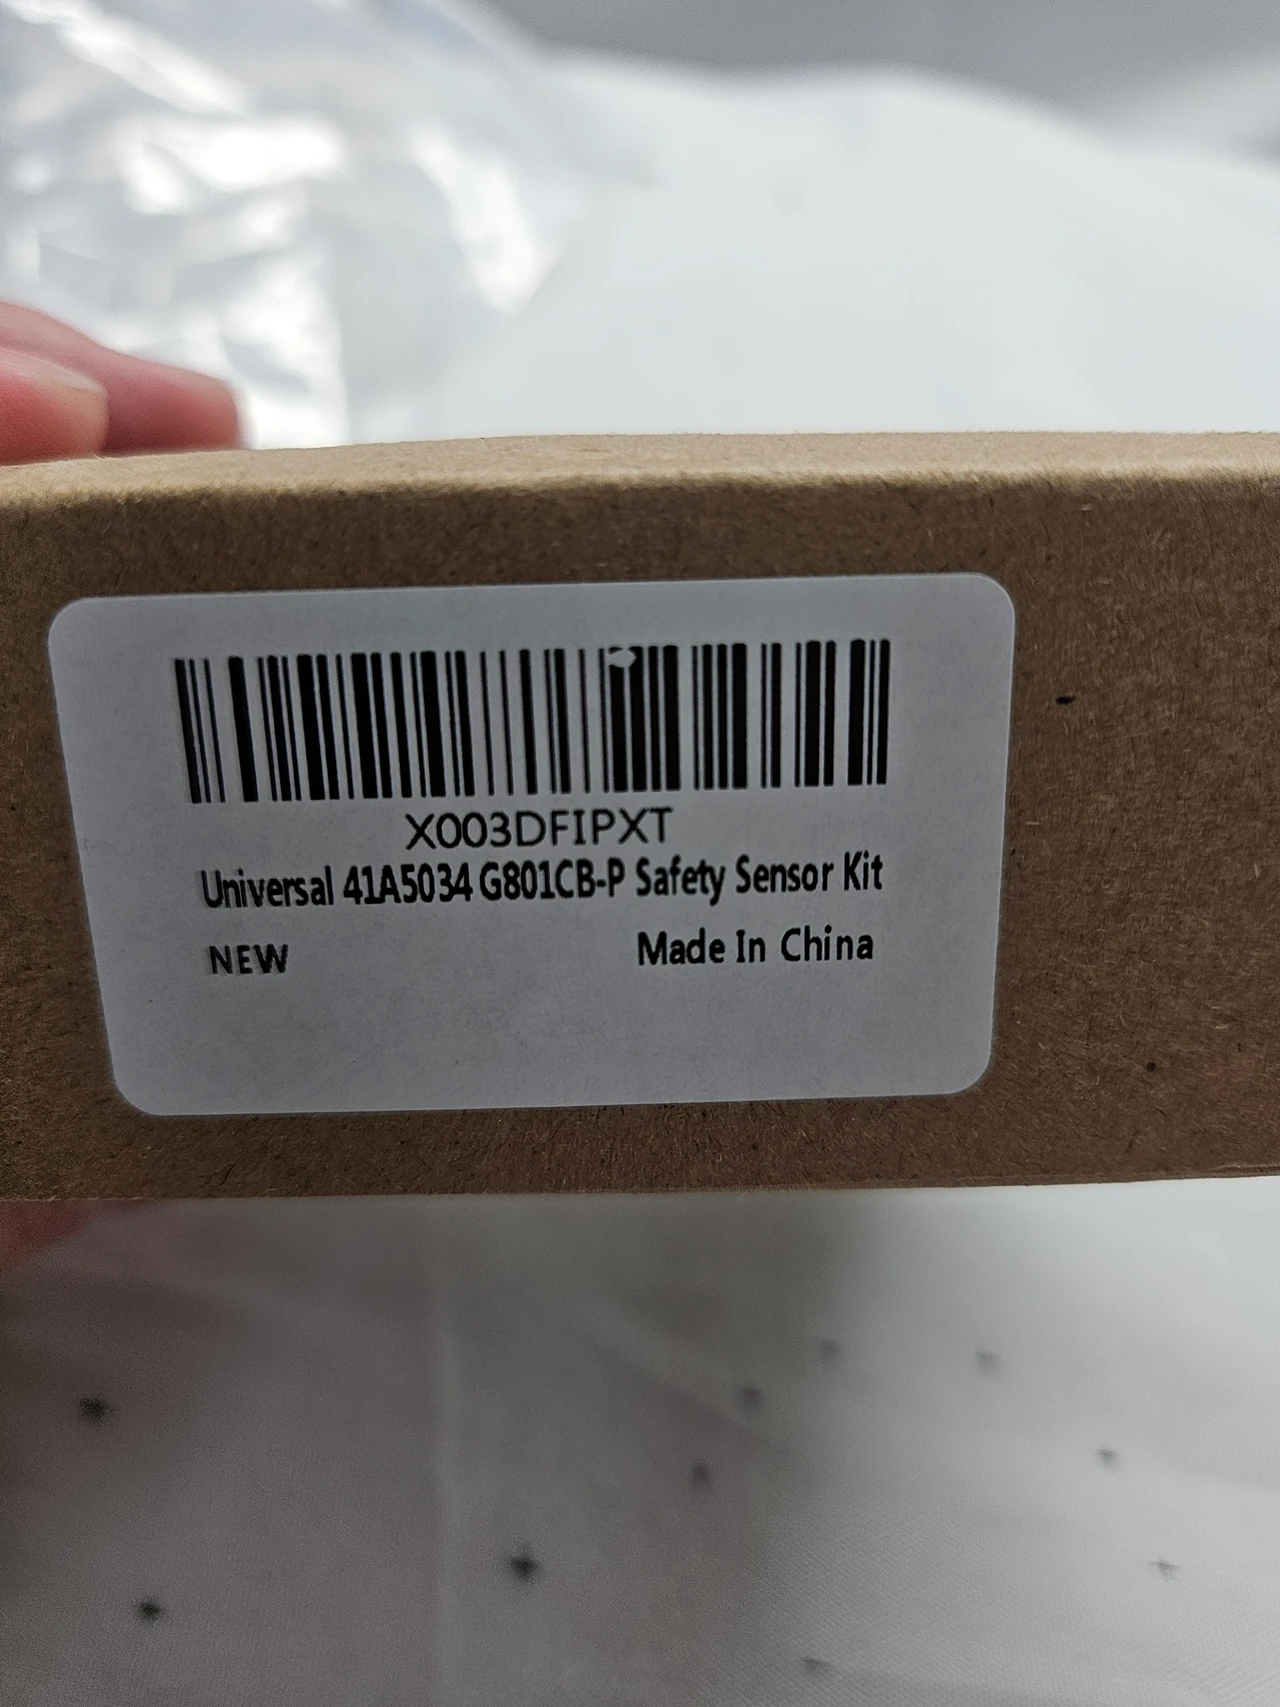 X003DFIPXT
Universal 41A5034 G801CB-P Safety Sensor Kit
NEW Made In China